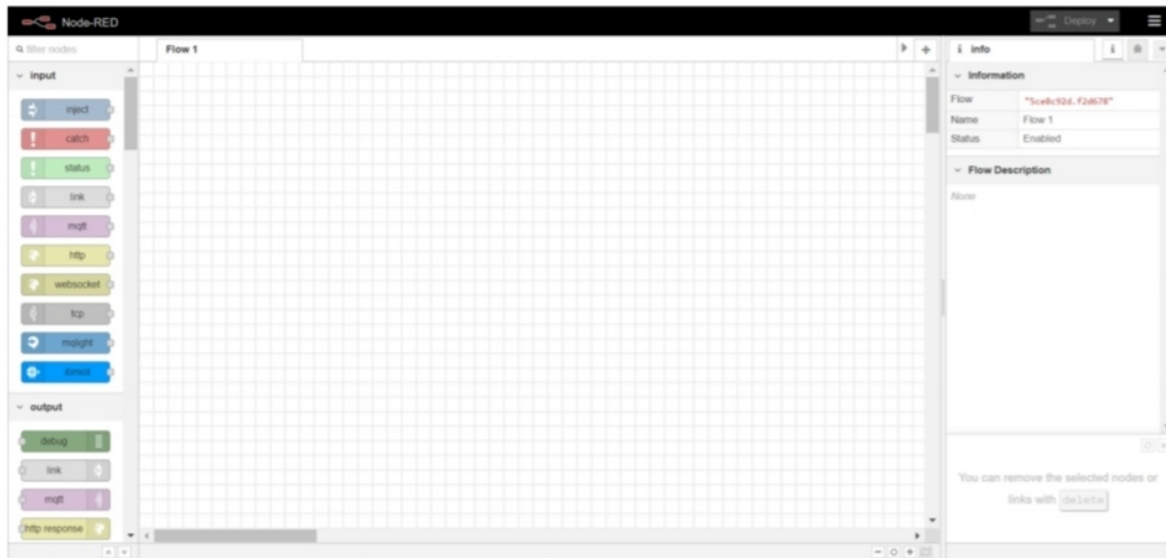 Node-RED
Deploy
filter nodes
Flow 1
info
input
inject
catch
status
link
mqtt
http
websocket
tcp
mqlight
ibmiot
output
debug
link
mqtt
http response
Information
Flow "5ce8c92d.f2d678"
Name Flow 1
Status Enabled
Flow Description
None
You can remove the selected nodes or
links with delete